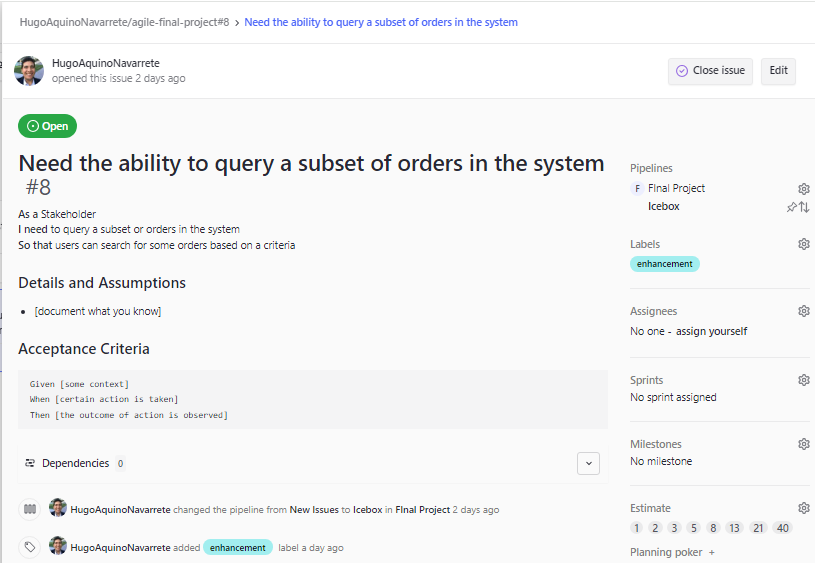 HugoAquinoNavarrete/agile-final-project#8 > Need the ability to query a subset of orders in the system
HugoAquinoNavarrete
opened this issue 2 days ago
Close issue
Edit
Open
Need the ability to query a subset of orders in the system
#8
As a Stakeholder
I need to query a subset or orders in the system
So that users can search for some orders based on a criteria
Details and Assumptions
• [document what you know]
Acceptance Criteria
Given [some context]
When [certain action is taken]
Then [the outcome of action is observed]
Dependencies 0
HugoAquinoNavarrete changed the pipeline from New Issues to Icebox in FInal Project 2 days ago
HugoAquinoNavarrete added enhancement label a day ago
Pipelines
F FInal Project
Icebox
Labels
enhancement
Assignees
No one - assign yourself
Sprints
No sprint assigned
Milestones
No milestone
Estimate
1 2 3 5 8 13 21 40
Planning poker +